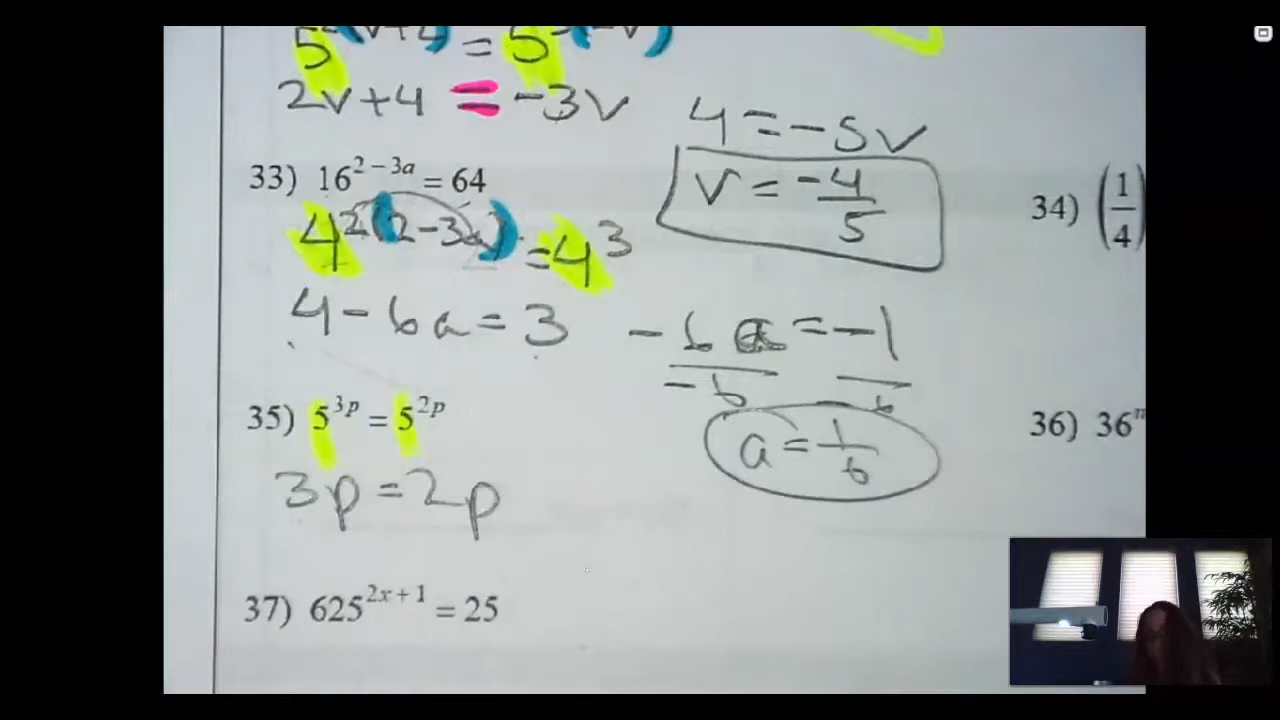 5 = 5
2v+4 = -3v
4 = -5v
v = -4/5
33) 16^{2-3a} = 64
4^{2(2-3a)} = 4^3
4-6a = 3
-6a = -1
-6
a = 1/6
34) (1/4)
35) 5^{3p} = 5^{2p}
3p = 2p
36) 36^n
37) 625^{2x+1} = 25